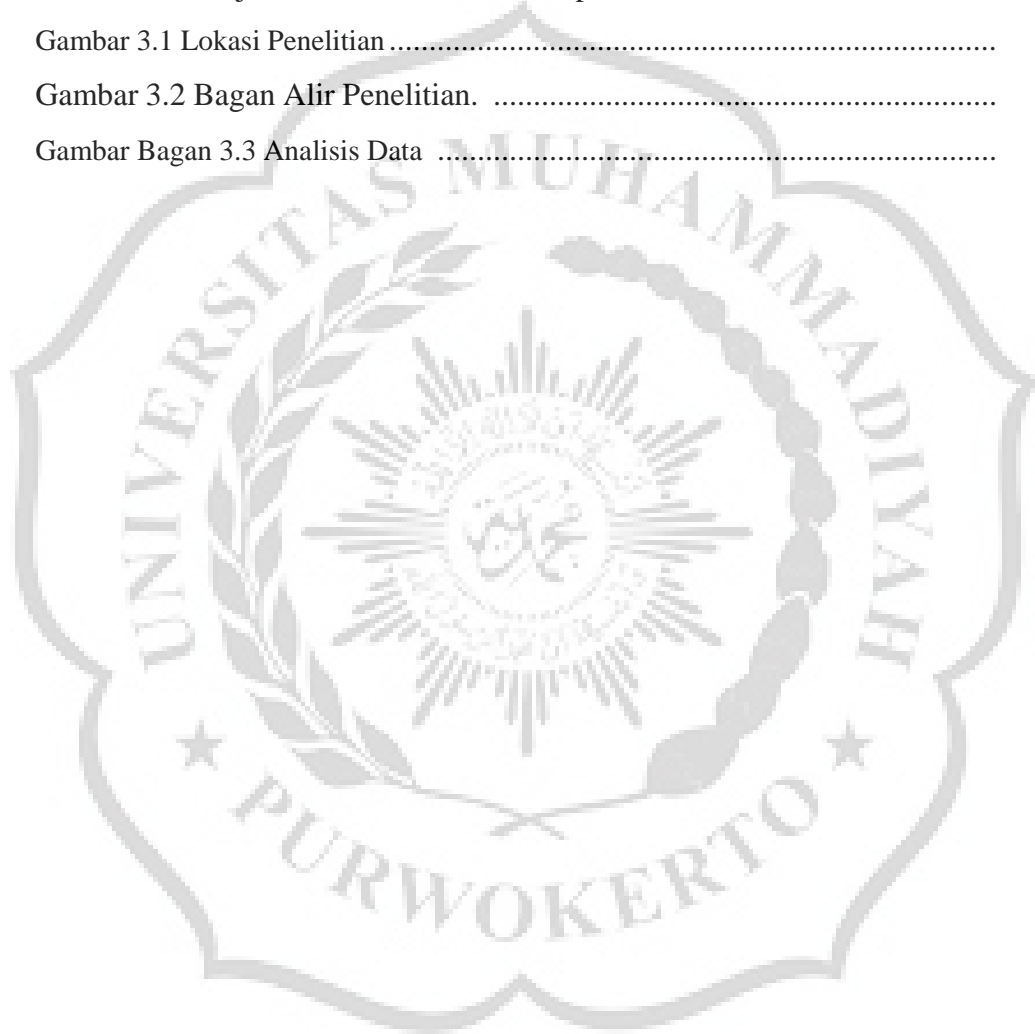 Gambar 3.1 Lokasi Penelitian ..........................................................................
Gambar 3.2 Bagan Alir Penelitian. ..............................................................
Gambar Bagan 3.3 Analisis Data .....................................................................
UNIVERSITAS MUHAMMADIYAH
★ PURWOKERTO ★